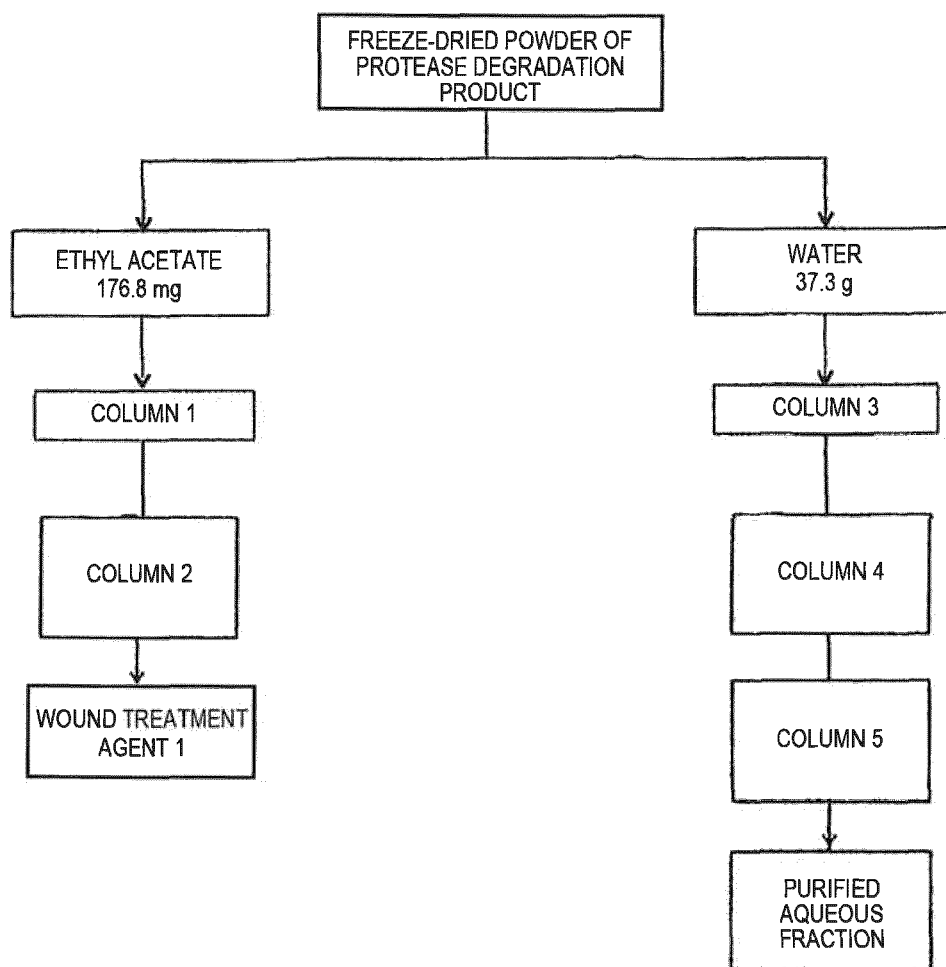 FREEZE-DRIED POWDER OF
PROTEASE DEGRADATION
PRODUCT
ETHYL ACETATE
176.8 mg
WATER
37.3 g
COLUMN 1
COLUMN 3
COLUMN 2
COLUMN 4
WOUND TREATMENT
AGENT 1
COLUMN 5
PURIFIED
AQUEOUS
FRACTION